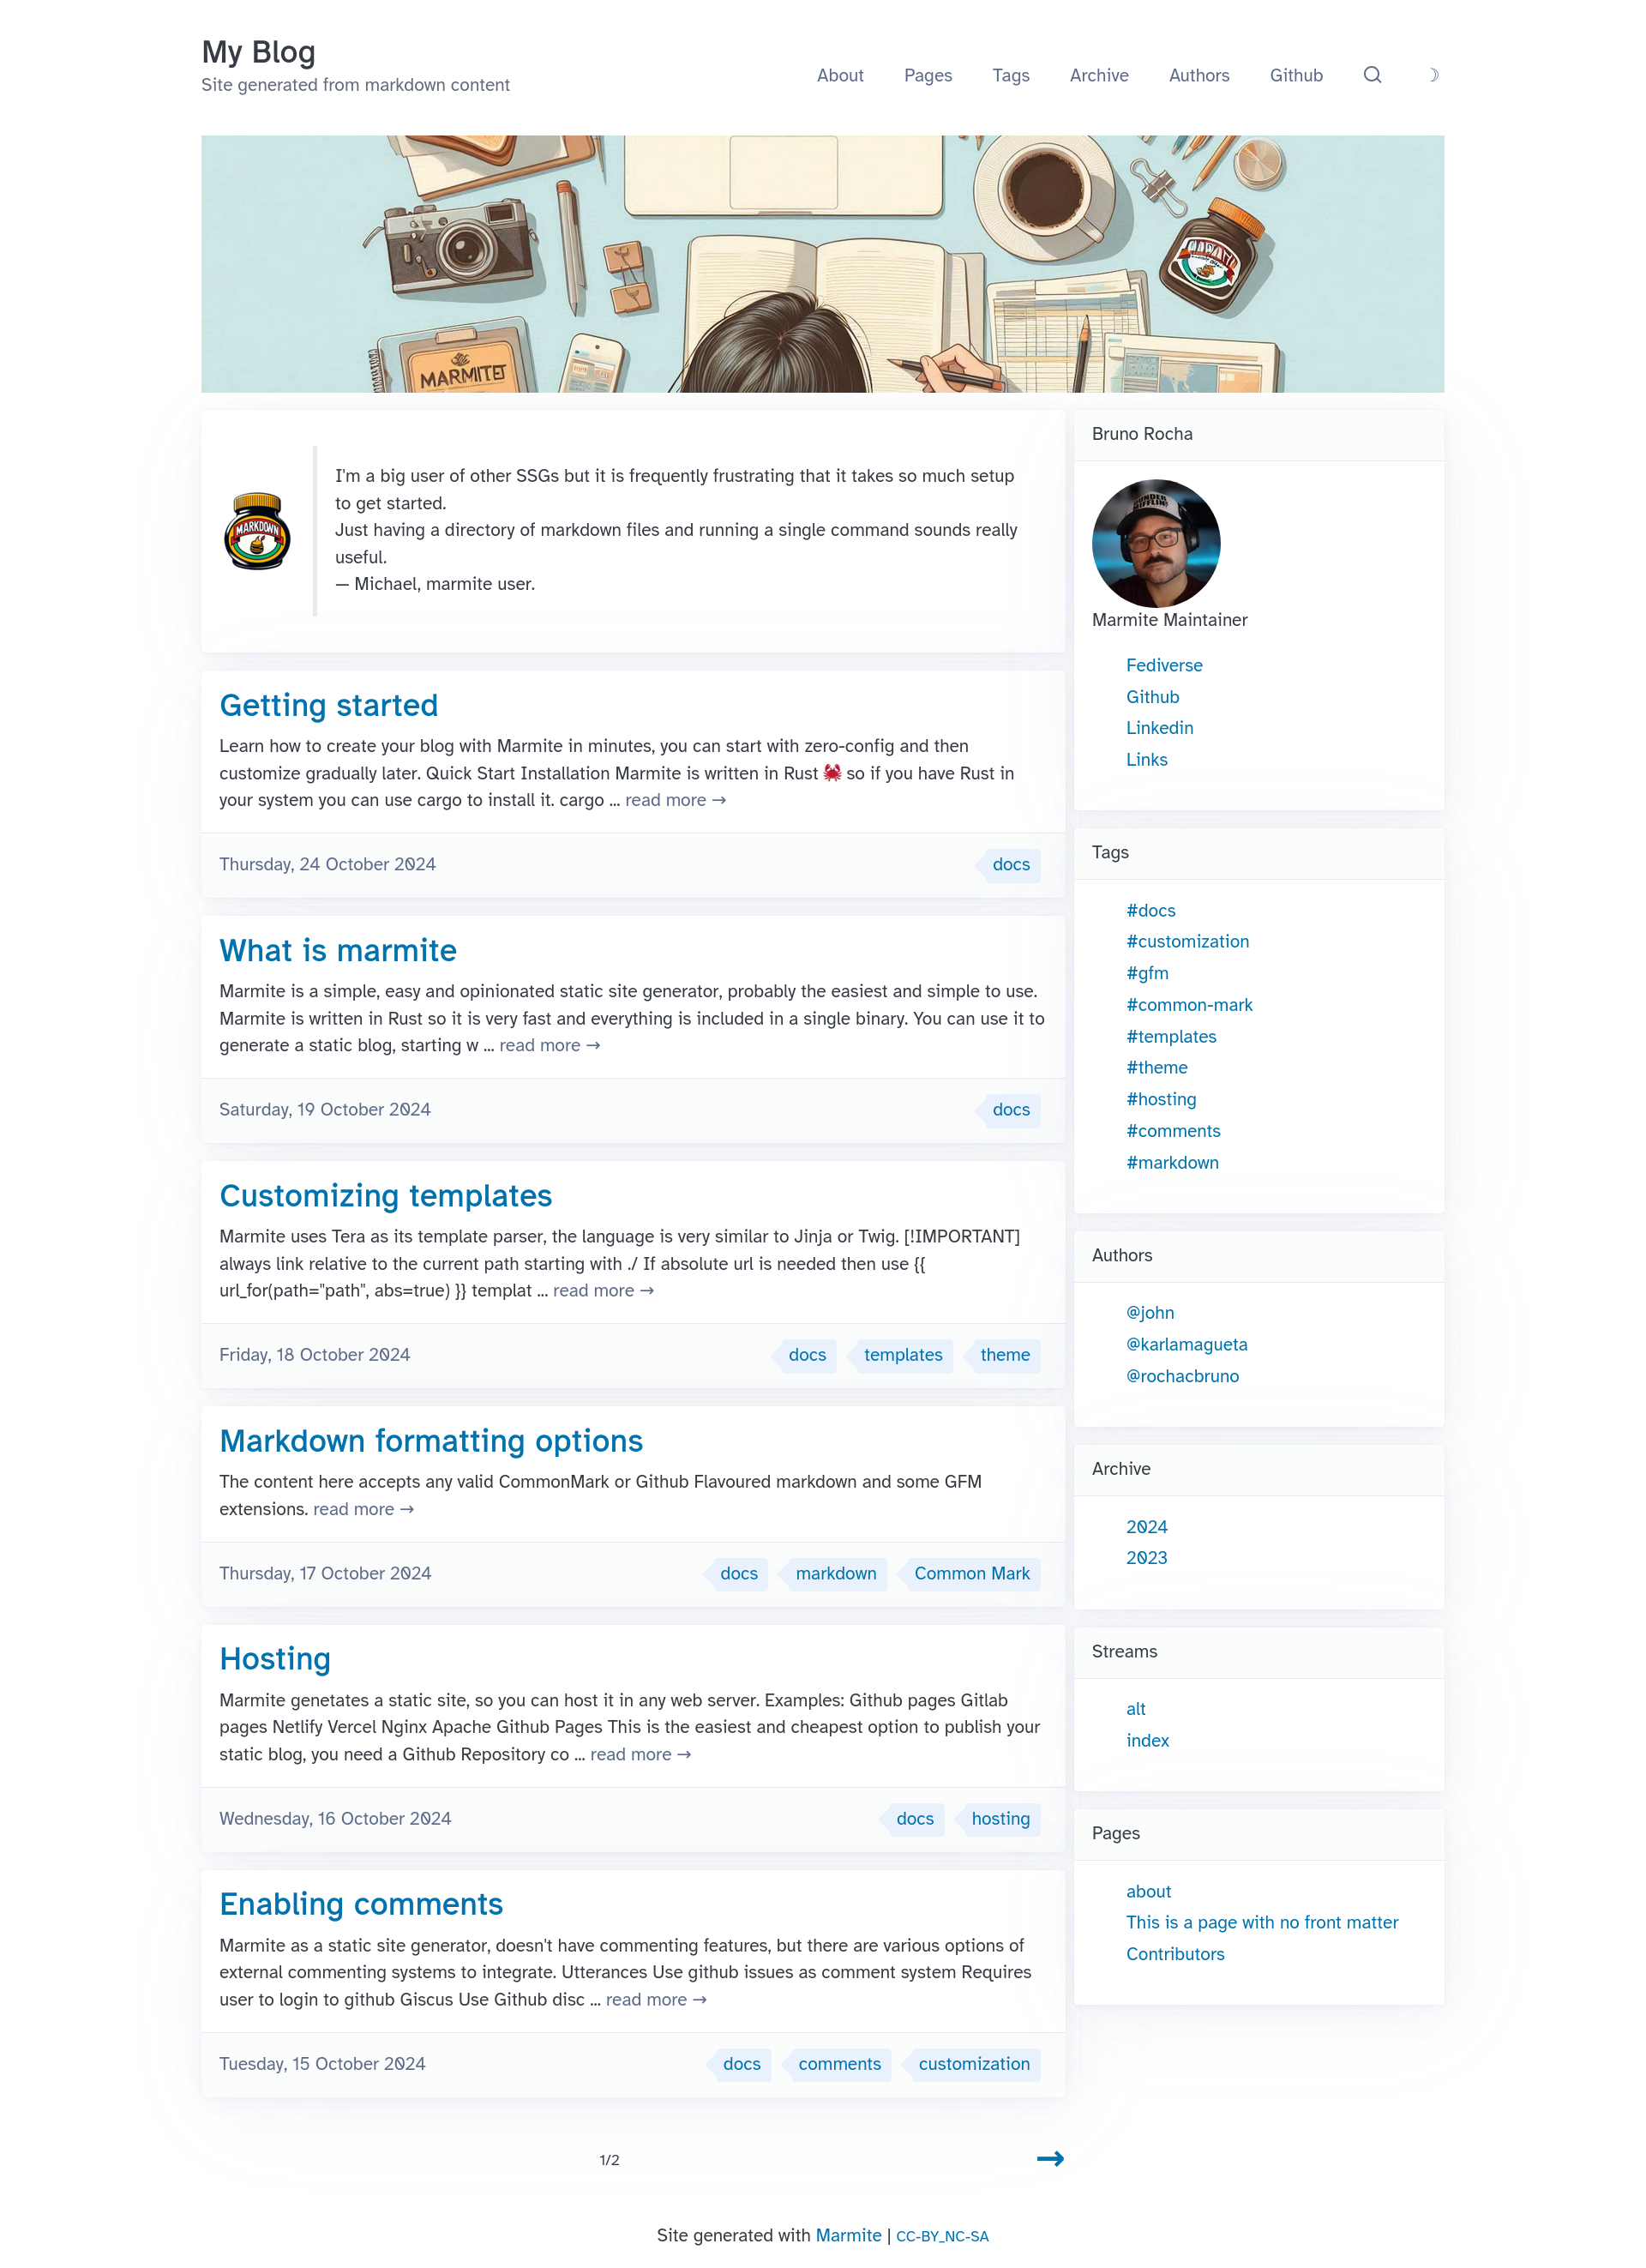 My Blog
Site generated from markdown content
About Pages Tags Archive Authors Github
MARMITE
I'm a big user of other SSGs but it is frequently frustrating that it takes so much setup
to get started.
Just having a directory of markdown files and running a single command sounds really
useful.
— Michael, marmite user.
MARKDOWN
Getting started
Learn how to create your blog with Marmite in minutes, you can start with zero-config and then
customize gradually later. Quick Start Installation Marmite is written in Rust 🦀 so if you have Rust in
your system you can use cargo to install it. cargo ... read more →
Thursday, 24 October 2024 docs
What is marmite
Marmite is a simple, easy and opinionated static site generator, probably the easiest and simple to use.
Marmite is written in Rust so it is very fast and everything is included in a single binary. You can use it to
generate a static blog, starting w ... read more →
Saturday, 19 October 2024 docs
Customizing templates
Marmite uses Tera as its template parser, the language is very similar to Jinja or Twig. [!IMPORTANT]
always link relative to the current path starting with ./ If absolute url is needed then use {{
url_for(path="path", abs=true) }} templat ... read more →
Friday, 18 October 2024 docs templates theme
Markdown formatting options
The content here accepts any valid CommonMark or Github Flavoured markdown and some GFM
extensions. read more →
Thursday, 17 October 2024 docs markdown Common Mark
Hosting
Marmite genetates a static site, so you can host it in any web server. Examples: Github pages Gitlab
pages Netlify Vercel Nginx Apache Github Pages This is the easiest and cheapest option to publish your
static blog, you need a Github Repository co ... read more →
Wednesday, 16 October 2024 docs hosting
Enabling comments
Marmite as a static site generator, doesn't have commenting features, but there are various options of
external commenting systems to integrate. Utterances Use github issues as comment system Requires
user to login to github Giscus Use Github disc ... read more →
Tuesday, 15 October 2024 docs comments customization
1/2 →
Bruno Rocha
Marmite Maintainer
Fediverse
Github
Linkedin
Links
Tags
#docs
#customization
#gfm
#common-mark
#templates
#theme
#hosting
#comments
#markdown
Authors
@john
@karlamagueta
@rochacbruno
Archive
2024
2023
Streams
alt
index
Pages
about
This is a page with no front matter
Contributors
Site generated with Marmite | CC-BY_NC-SA